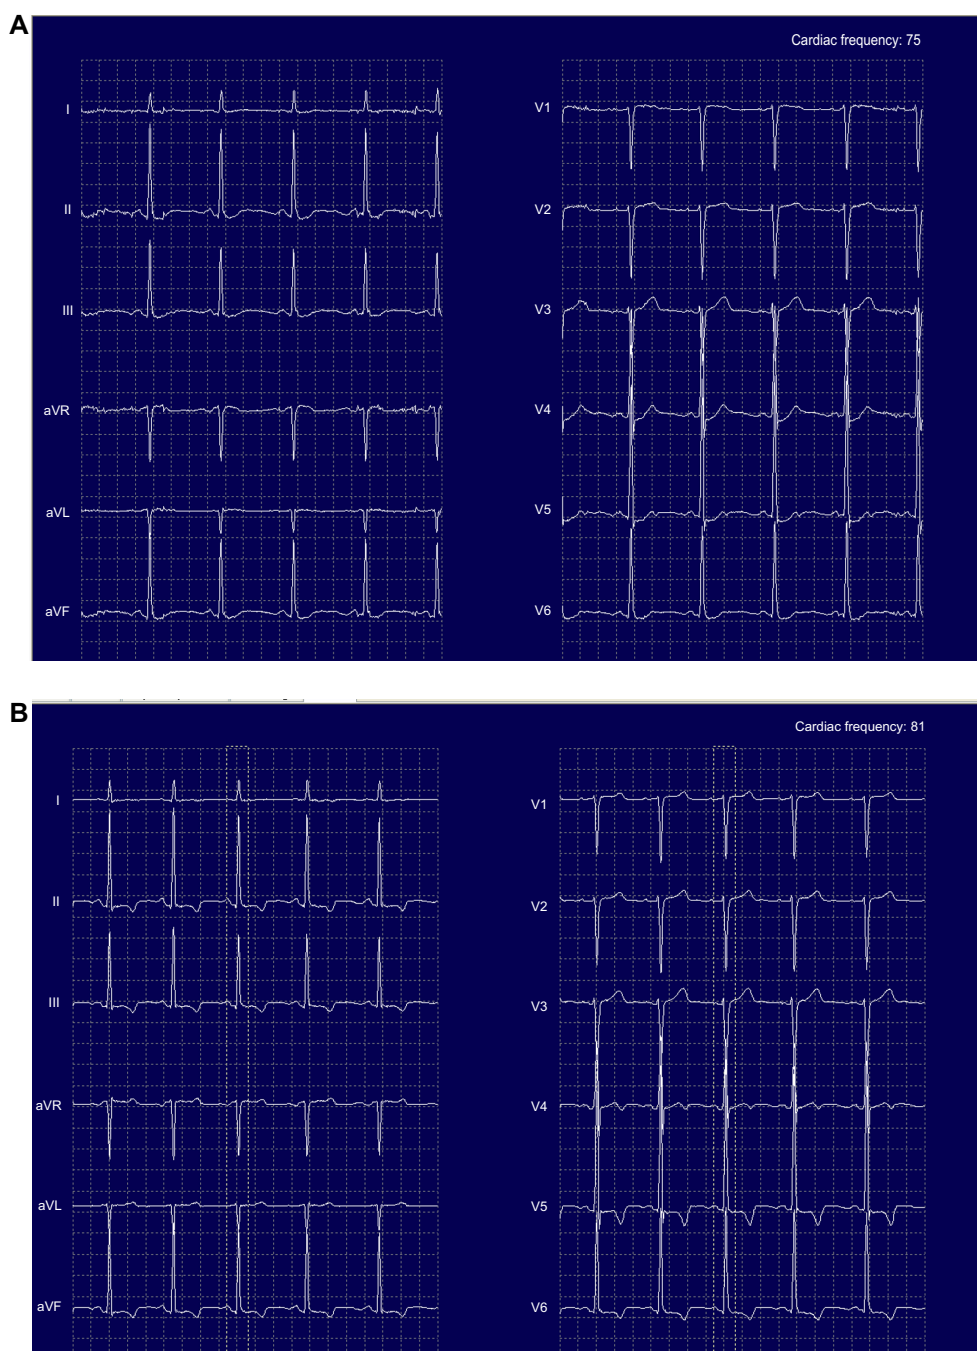 A
Cardiac frequency: 75
I
II
III
aVR
aVL
aVF
V1
V2
V3
V4
V5
V6
B
Cardiac frequency: 81
I
II
III
aVR
aVL
aVF
V1
V2
V3
V4
V5
V6